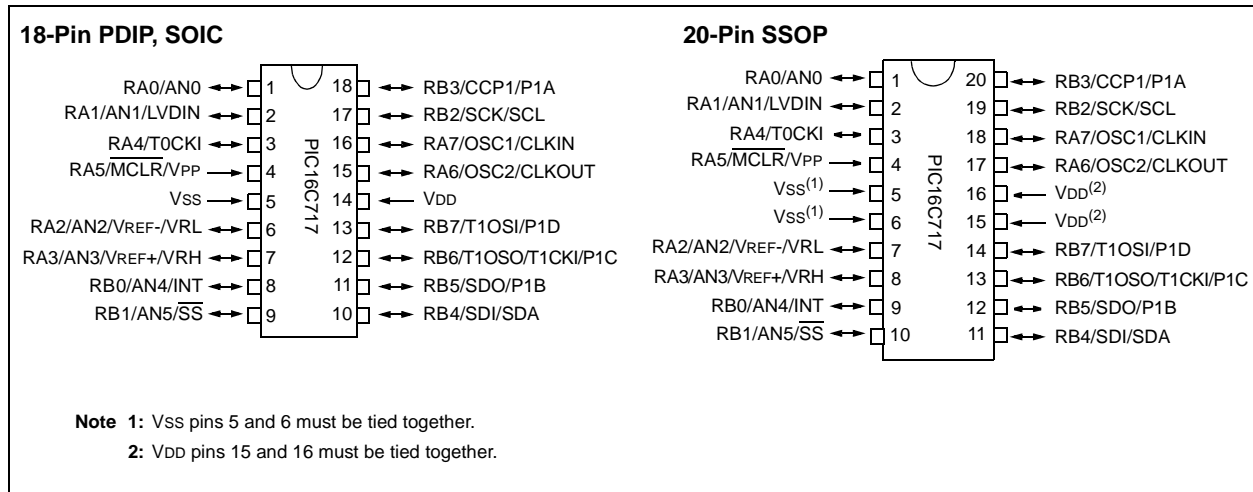 18-Pin PDIP, SOIC
RA0/AN0 1 18 RB3/CCP1/P1A
RA1/AN1/LVDIN 2 17 RB2/SCK/SCL
RA4/T0CKI 3 16 RA7/OSC1/CLKIN
RA5/MCLR/VPP 4 15 RA6/OSC2/CLKOUT
VSS 5 14 VDD
RA2/AN2/VREF-/VRL 6 13 RB7/T1OSI/P1D
RA3/AN3/VREF+/VRH 7 12 RB6/T1OSO/T1CKI/P1C
RB0/AN4/INT 8 11 RB5/SDO/P1B
RB1/AN5/SS 9 10 RB4/SDI/SDA
PIC16C717
20-Pin SSOP
RA0/AN0 1 20 RB3/CCP1/P1A
RA1/AN1/LVDIN 2 19 RB2/SCK/SCL
RA4/T0CKI 3 18 RA7/OSC1/CLKIN
RA5/MCLR/VPP 4 17 RA6/OSC2/CLKOUT
VSS(1) 5 16 VDD(2)
VSS(1) 6 15 VDD(2)
RA2/AN2/VREF-/VRL 7 14 RB7/T1OSI/P1D
RA3/AN3/VREF+/VRH 8 13 RB6/T1OSO/T1CKI/P1C
RB0/AN4/INT 9 12 RB5/SDO/P1B
RB1/AN5/SS 10 11 RB4/SDI/SDA
PIC16C717
Note 1: VSS pins 5 and 6 must be tied together.
2: VDD pins 15 and 16 must be tied together.